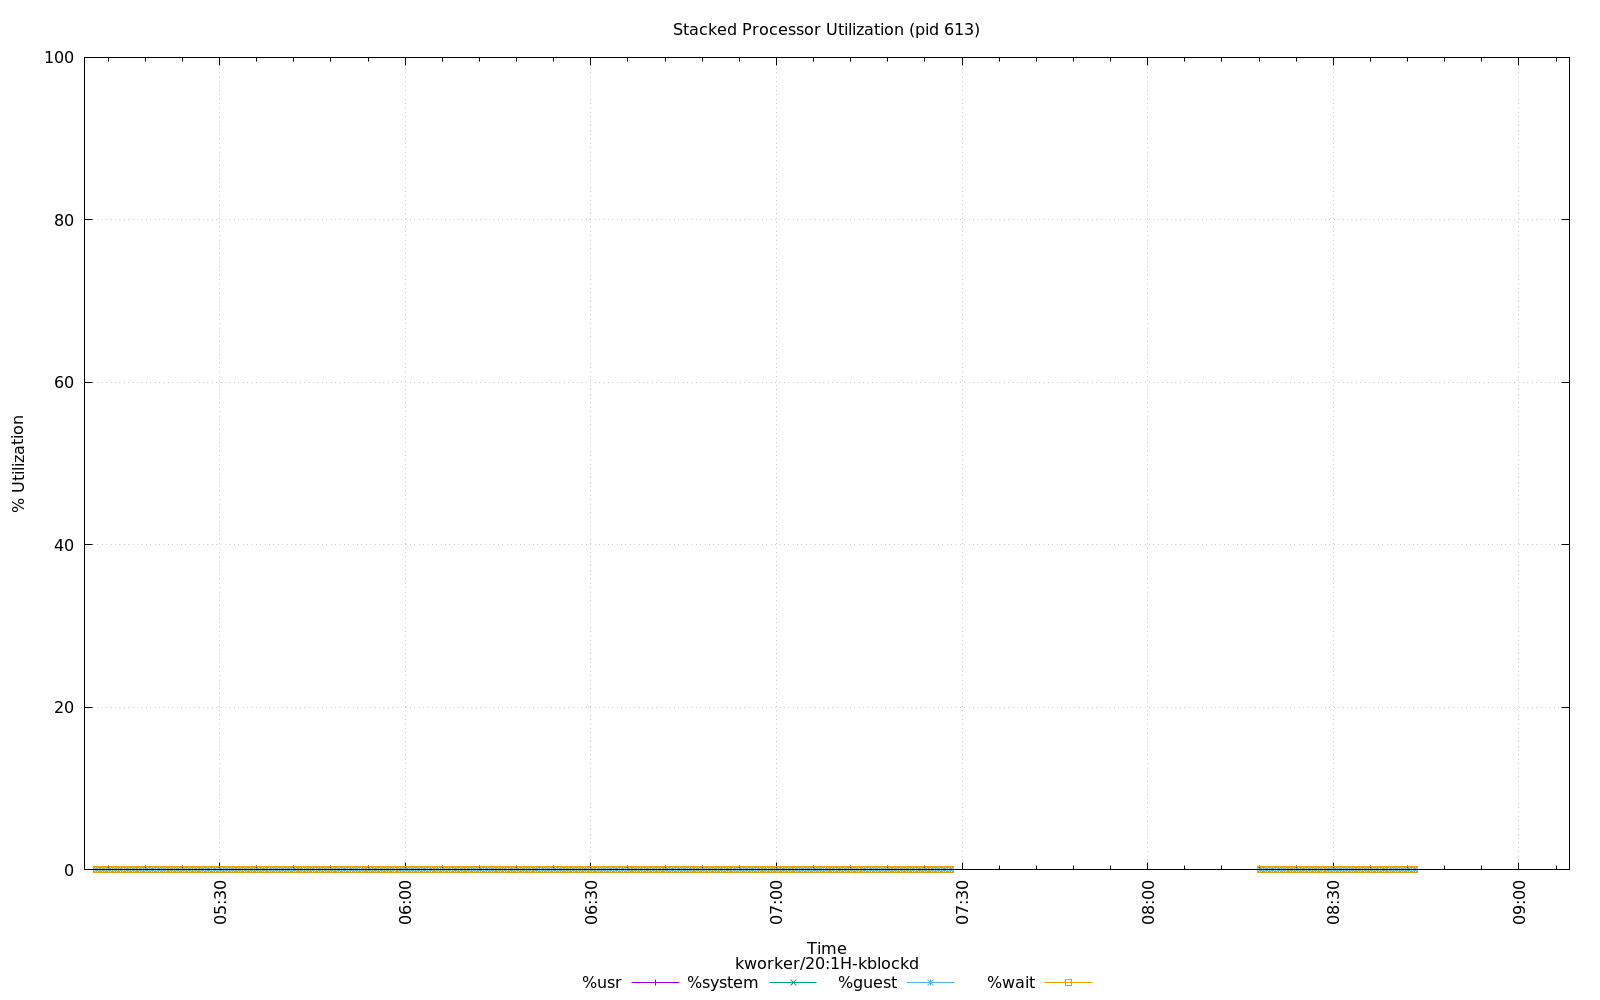 Stacked Processor Utilization (pid 613)
100
80
60
40
20
0
% Utilization
05:30
06:00
06:30
07:00
07:30
08:00
08:30
09:00
Time
kworker/20:1H-kblockd
%usr %system %guest %wait